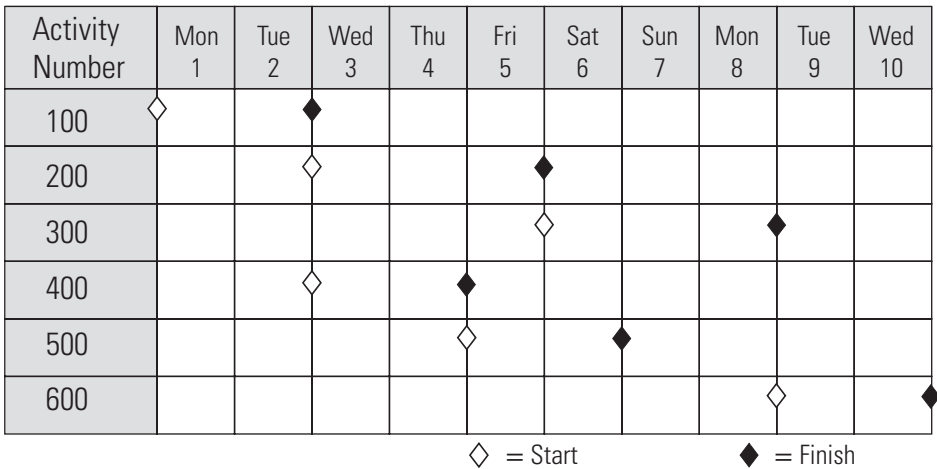 Activity Number Mon Tue Wed Thu Fri Sat Sun Mon Tue Wed
1 2 3 4 5 6 7 8 9 10
100
200
300
400
500
600
= Start = Finish